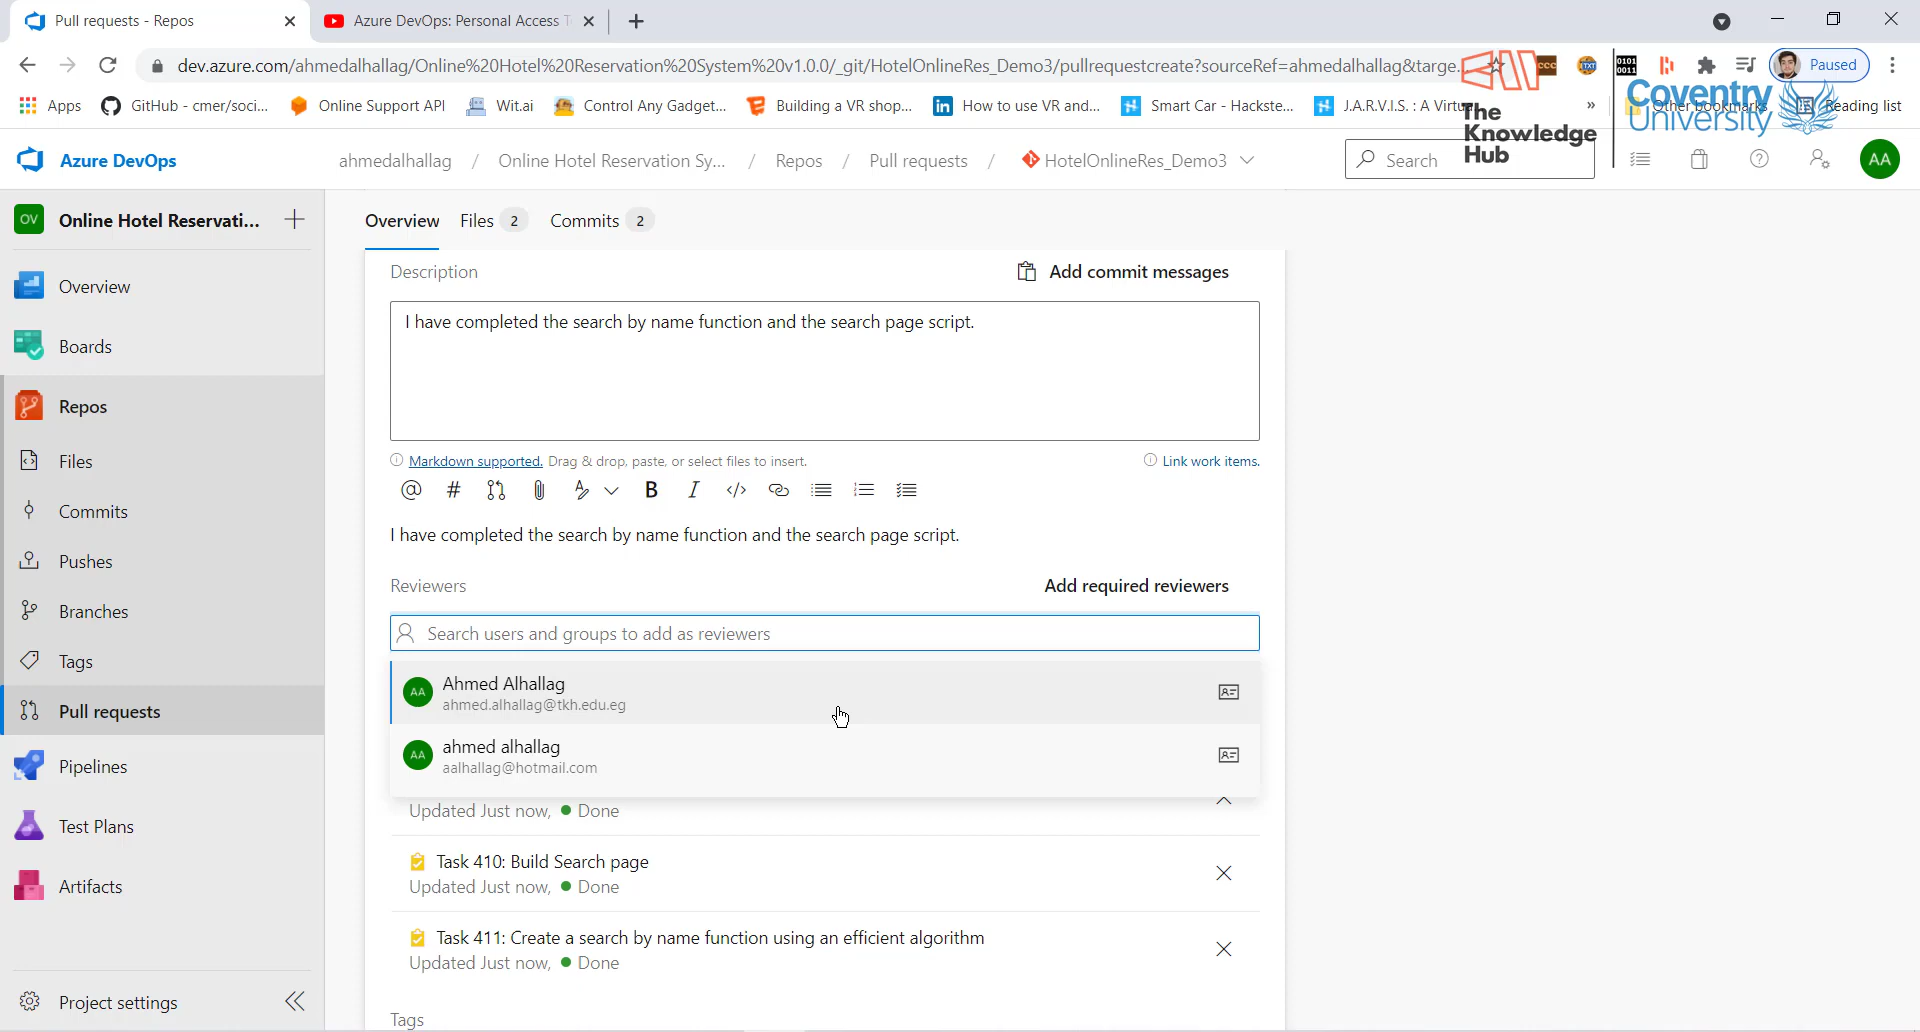 Pull requests - Repos
Azure DevOps: Personal Access T
dev.azure.com/ahmedalhallag/Online%20Hotel%20Reservation%20System%20v1.0.0/_git/HotelOnlineRes_Demo3/pullrequestcreate?sourceRef=ahmedalhallag&targe...
Paused
Apps
GitHub - cmer/soci...
Online Support API
Wit.ai
Control Any Gadget...
Building a VR shop...
How to use VR and...
Smart Car - Hackste...
J.A.R.V.I.S. : A Virtu
»
Other bookmarks
Reading list
The
Knowledge
Hub
Coventry
University
Azure DevOps
ahmedalhallag / Online Hotel Reservation Sy... / Repos / Pull requests / HotelOnlineRes_Demo3
Search
AA
OV
Online Hotel Reservati...
Overview
Boards
Repos
Files
Commits
Pushes
Branches
Tags
Pull requests
Pipelines
Test Plans
Artifacts
Project settings
Overview
Files 2
Commits 2
Description
Add commit messages
I have completed the search by name function and the search page script.
Markdown supported. Drag & drop, paste, or select files to insert.
Link work items.
I have completed the search by name function and the search page script.
Reviewers
Add required reviewers
Search users and groups to add as reviewers
AA
Ahmed Alhallag
ahmed.alhallag@tkh.edu.eg
AA
ahmed alhallag
aalhallag@hotmail.com
Updated Just now, Done
Task 410: Build Search page
Updated Just now, Done
Task 411: Create a search by name function using an efficient algorithm
Updated Just now, Done
Tags